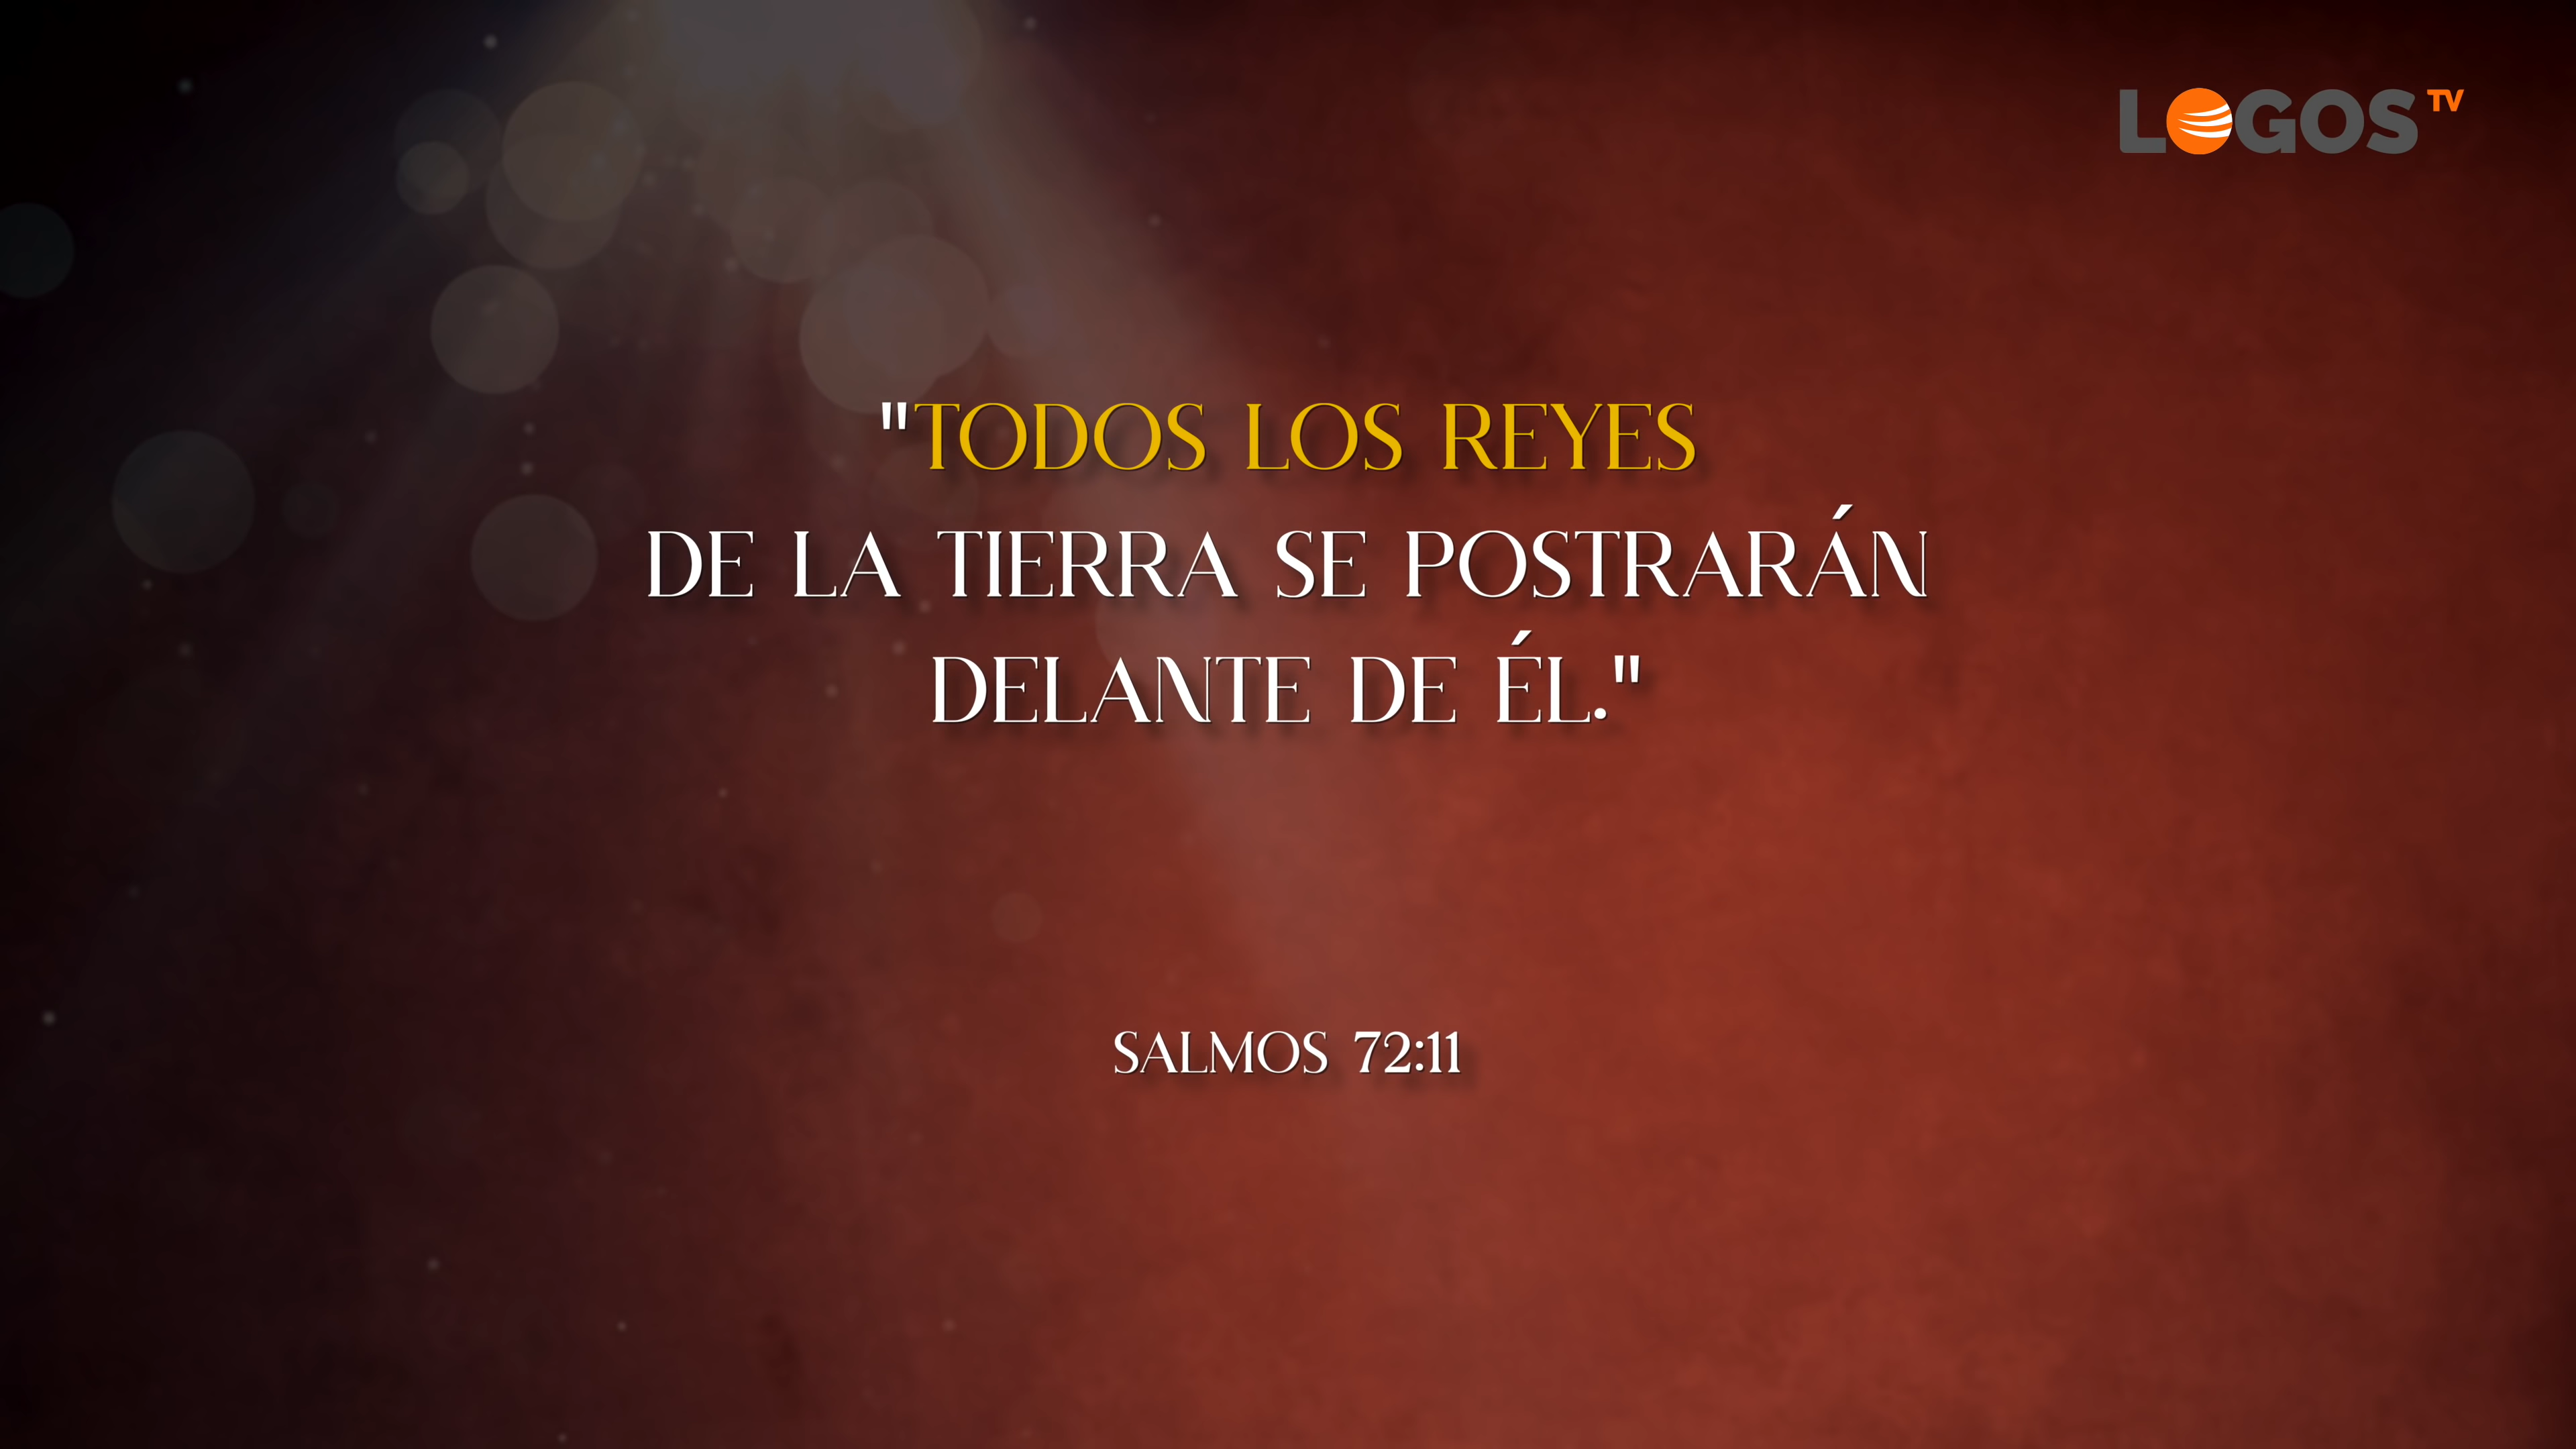 LOGOS TV
"TODOS LOS REYES
DE LA TIERRA SE POSTRARÁN
DELANTE DE ÉL."
SALMOS 72:11